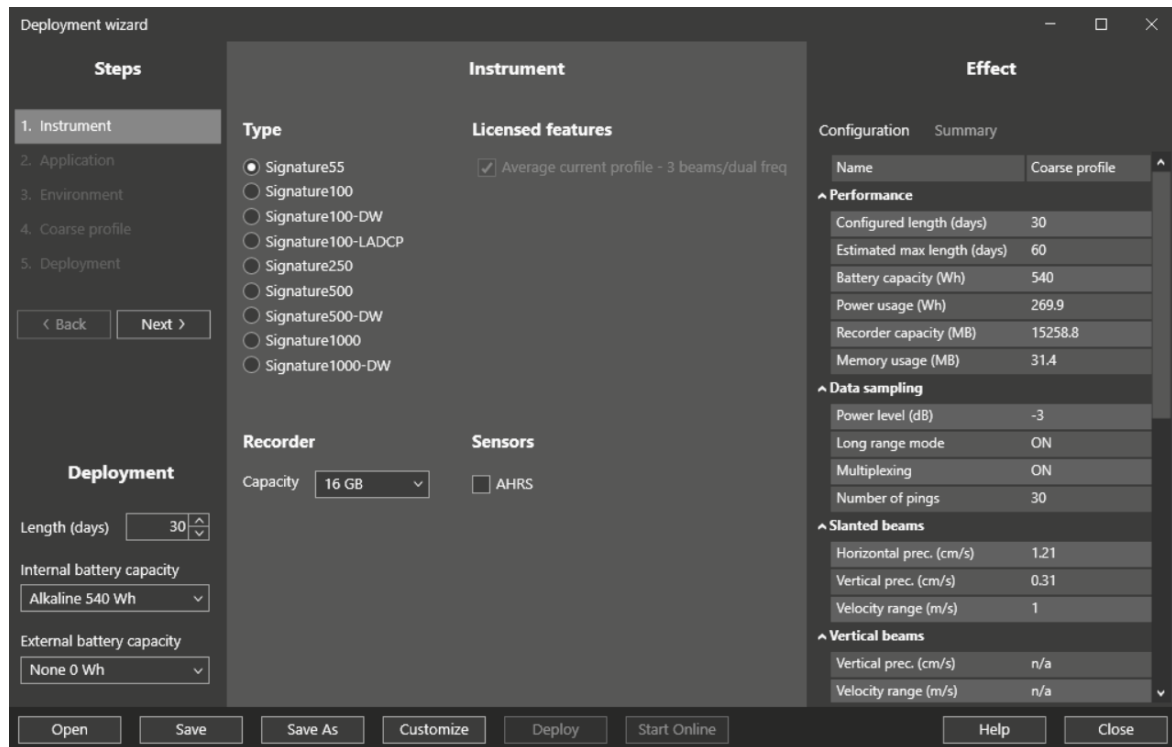 Deployment wizard
Steps
1. Instrument
2. Application
3. Environment
4. Coarse profile
5. Deployment
< Back
Next >
Deployment
Length (days) 30
Internal battery capacity
Alkaline 540 Wh
External battery capacity
None 0 Wh
Instrument
Type
Signature55
Signature100
Signature100-DW
Signature100-LADCP
Signature250
Signature500
Signature500-DW
Signature1000
Signature1000-DW
Licensed features
Average current profile - 3 beams/dual freq
Recorder
Capacity 16 GB
Sensors
AHRS
Effect
Configuration Summary
Name Coarse profile
Performance
Configured length (days) 30
Estimated max length (days) 60
Battery capacity (Wh) 540
Power usage (Wh) 269.9
Recorder capacity (MB) 15258.8
Memory usage (MB) 31.4
Data sampling
Power level (dB) -3
Long range mode ON
Multiplexing ON
Number of pings 30
Slanted beams
Horizontal prec. (cm/s) 1.21
Vertical prec. (cm/s) 0.31
Velocity range (m/s) 1
Vertical beams
Vertical prec. (cm/s) n/a
Velocity range (m/s) n/a
Open Save Save As Customize Deploy Start Online Help Close